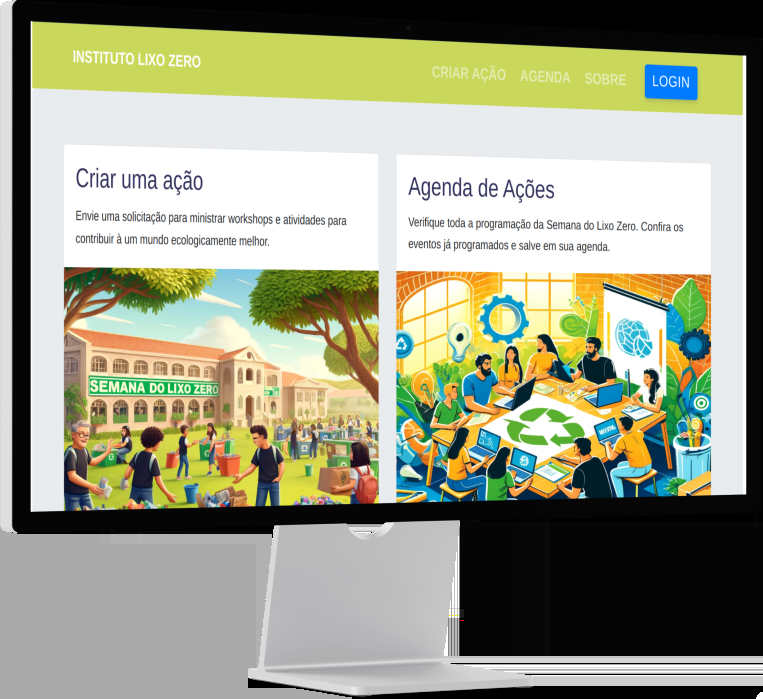 INSTITUTO LIXO ZERO
CRIAR AÇÃO AGENDA SOBRE LOGIN
Criar uma ação
Envie uma solicitação para ministrar workshops e atividades para
contribuir à um mundo ecologicamente melhor.
Agenda de Ações
Verifique toda a programação da Semana do Lixo Zero. Confira os
eventos já programados e salve em sua agenda.
SEMANA DO LIXO ZERO